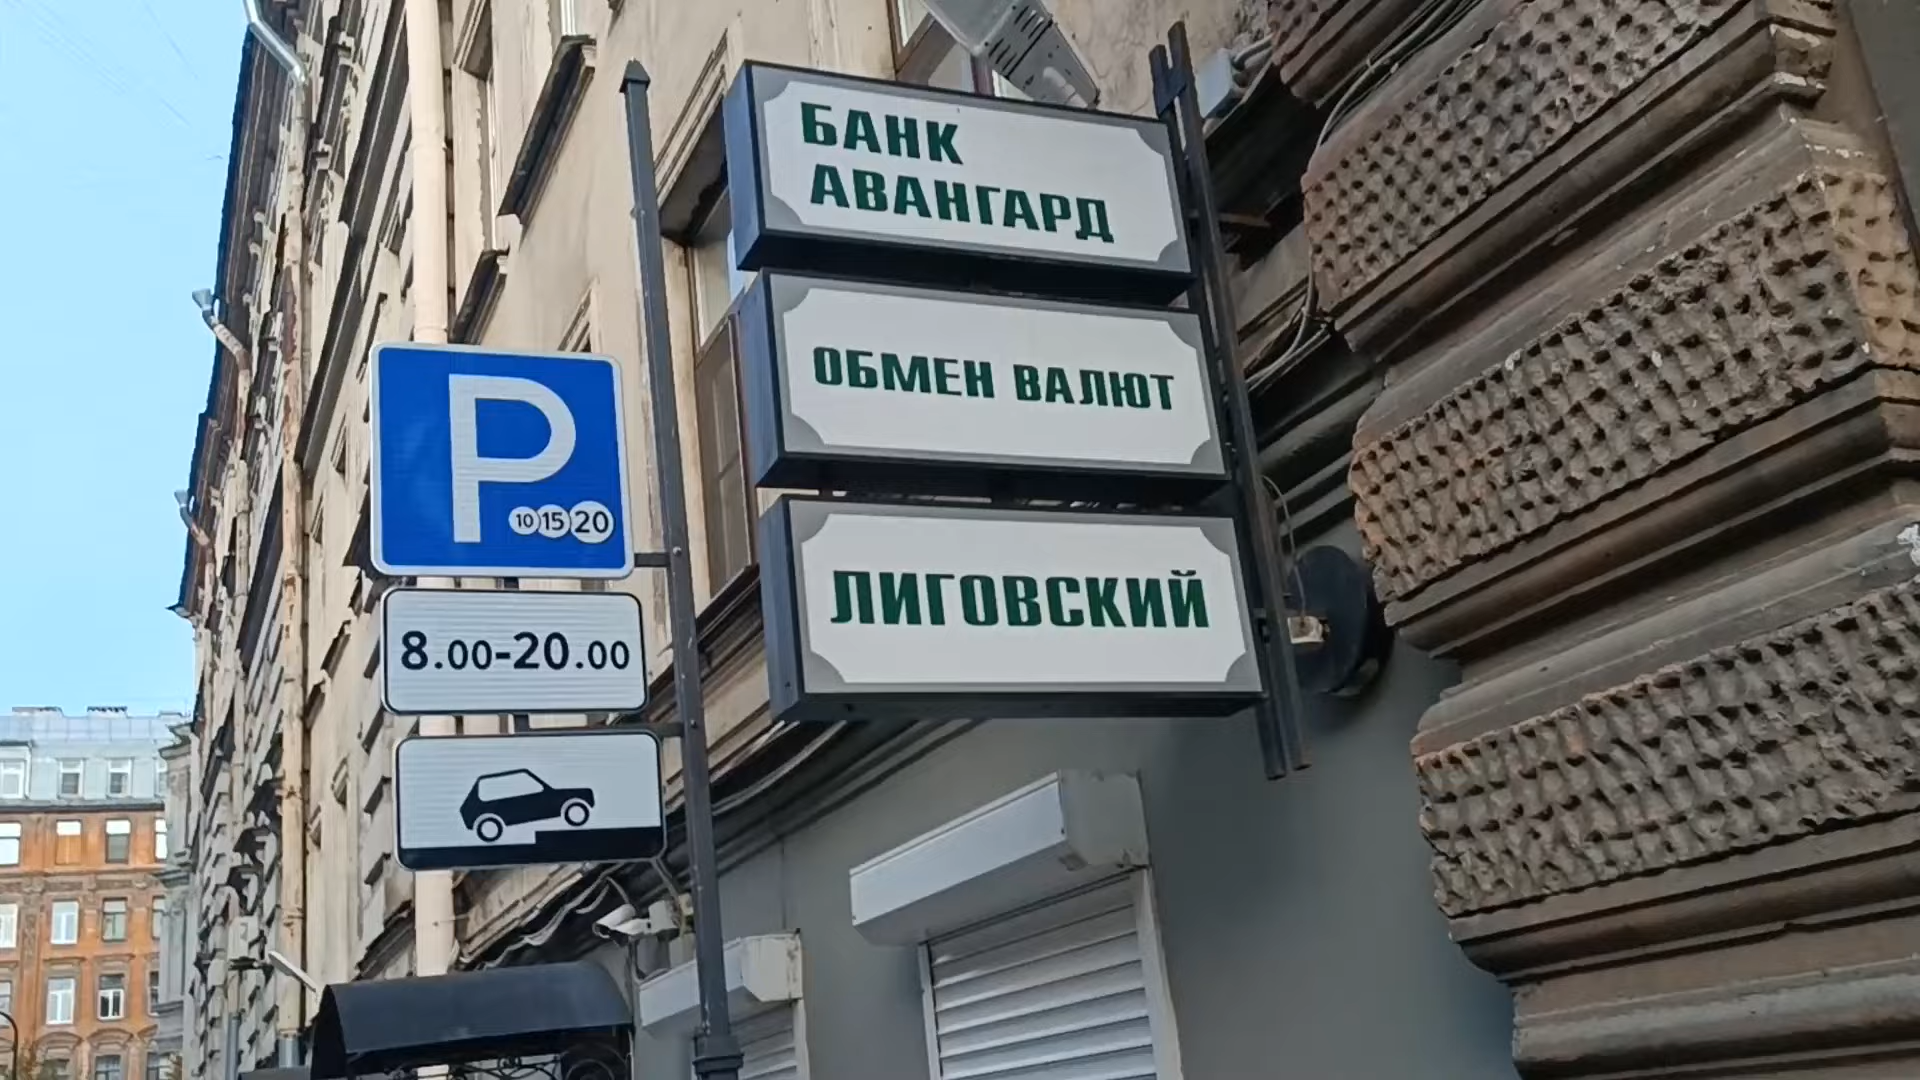 БАНК
АВАНГАРД
ОБМЕН ВАЛЮТ
ЛИГОВСКИЙ
P
10 15 20
8.00-20.00